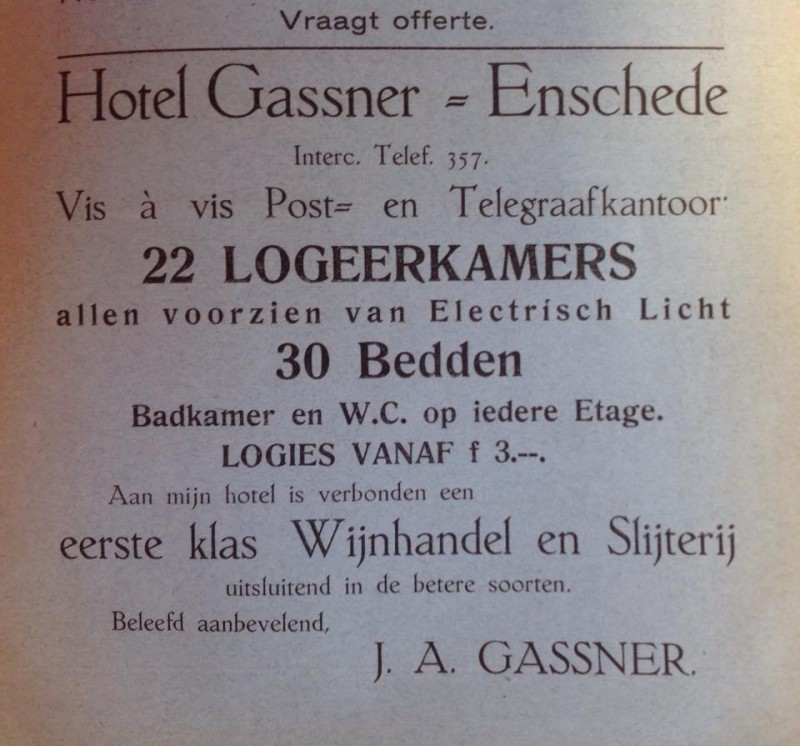 Vraagt offerte.
Hotel Gassner = Enschede
Interc. Telef. 357.
Vis à vis Post= en Telegraafkantoor·
22 LOGEERKAMERS
allen voorzien van Electrisch Licht
30 Bedden
Badkamer en W.C. op iedere Etage.
LOGIES VANAF f 3.--.
Aan mijn hotel is verbonden een
eerste klas Wijnhandel en Slijterij
uitsluitend in de betere soorten.
Beleefd aanbevelend,
J. A. GASSNER.